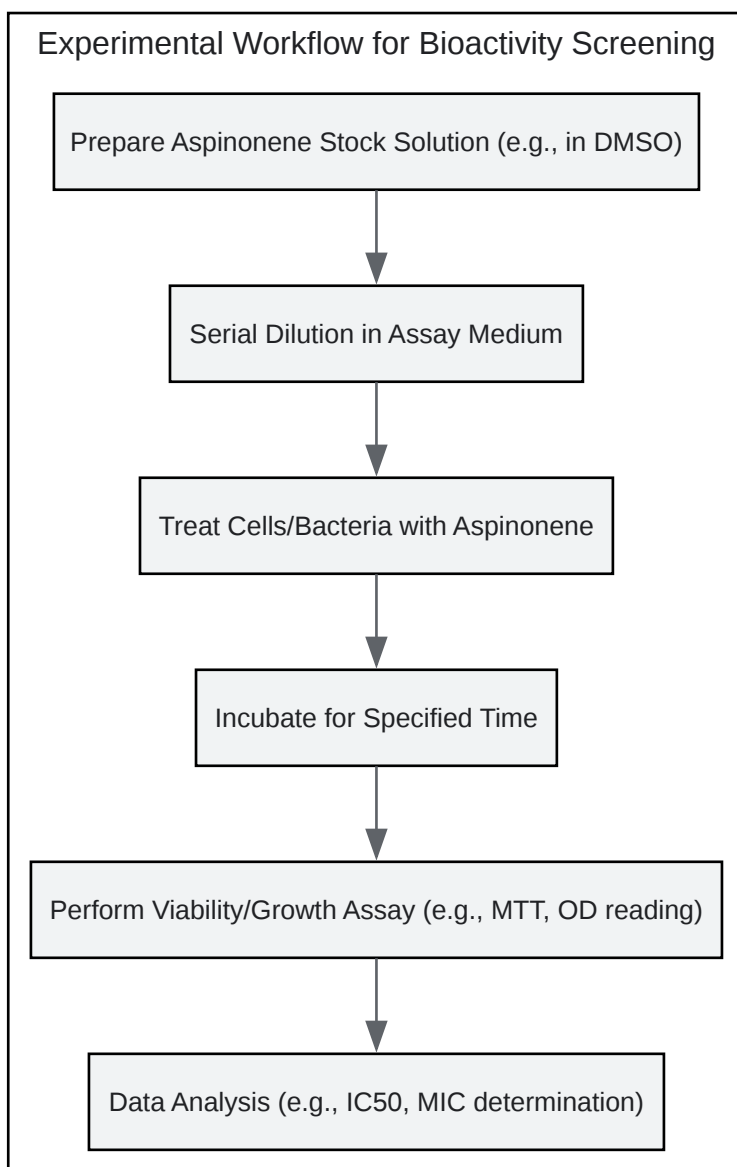 Experimental Workflow for Bioactivity Screening
Prepare Aspinonene Stock Solution (e.g., in DMSO)
Serial Dilution in Assay Medium
Treat Cells/Bacteria with Aspinonene
Incubate for Specified Time
Perform Viability/Growth Assay (e.g., MTT, OD reading)
Data Analysis (e.g., IC50, MIC determination)